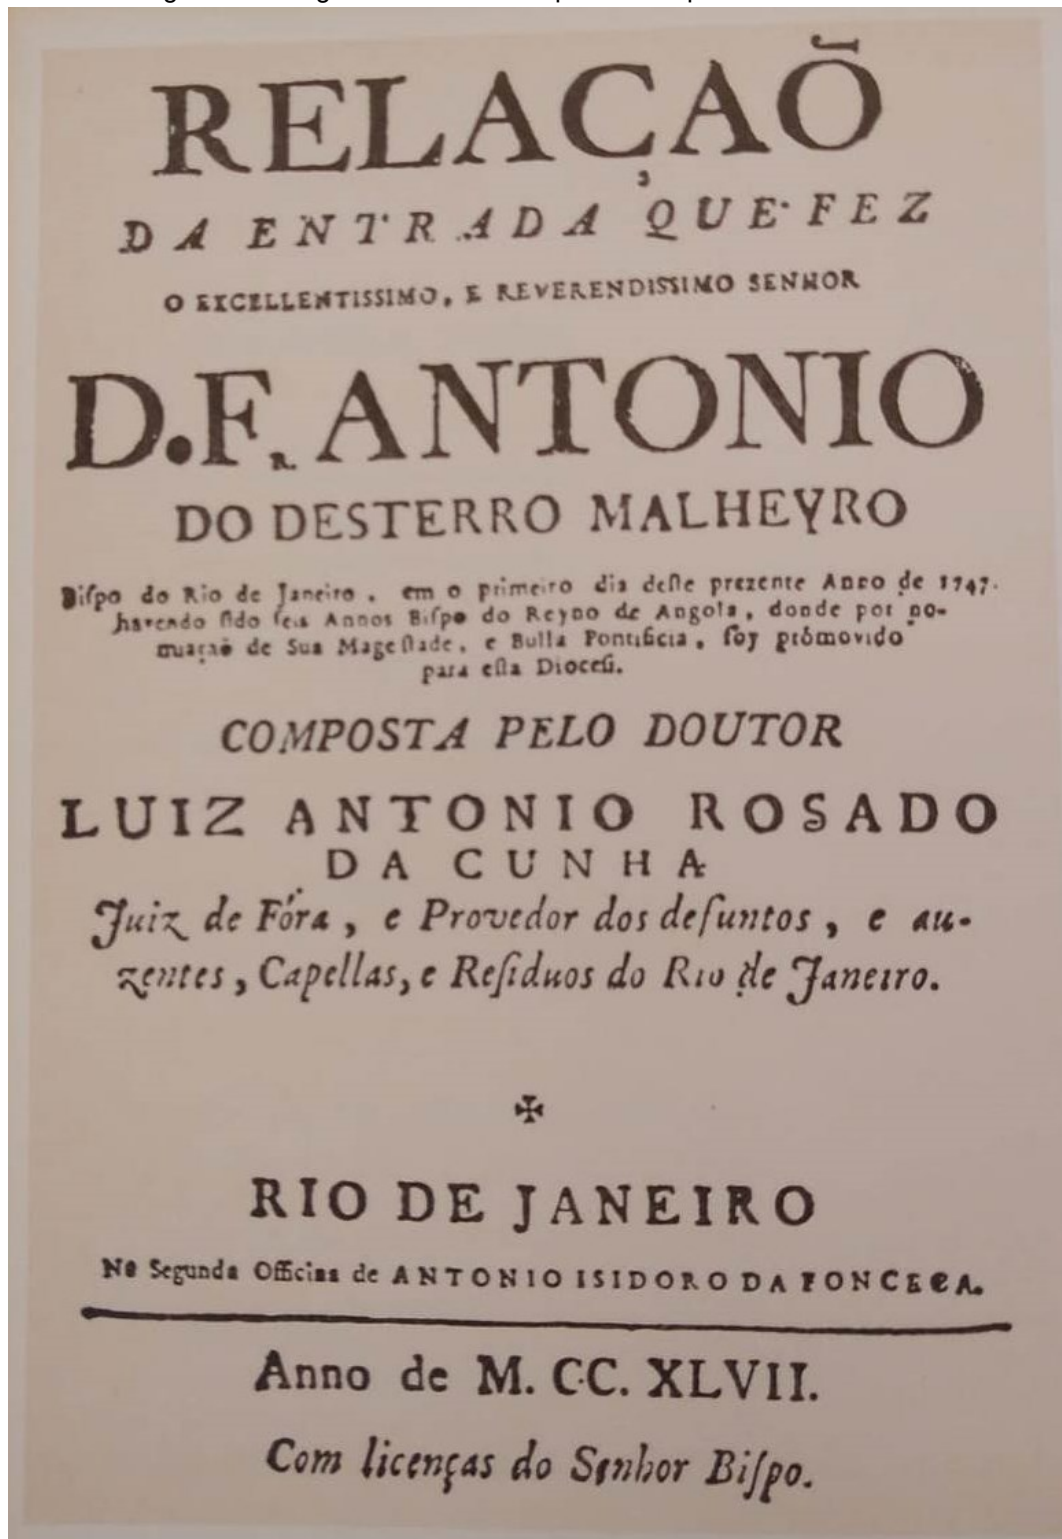 RELAÇAÕ
DA ENTRADA QUE FEZ
O EXCELLENTISSIMO, E REVERENDISSIMO SENHOR
D.F.R. ANTONIO
DO DESTERRO MALHEYRO
Biſpo do Rio de Janeiro, em o primeiro dia deſte prezente Anno de 1747.
havendo ſido ſeis Annos Biſpo do Reyno de Angola, donde por no-
muaçaõ de Sua Mageſtade, e Bulla Pontificia, foy prómovido
para eſta Dioceſi.
COMPOSTA PELO DOUTOR
LUIZ ANTONIO ROSADO
DA CUNHA
Juiz de Fóra, e Provedor dos defuntos, e au-
zentes, Capellas, e Reſiduos do Rio de Janeiro.
RIO DE JANEIRO
Na Segunda Officina de ANTONIO ISIDORO DA FONCECA.
Anno de M. CC. XLVII.
Com licenças do Senhor Biſpo.